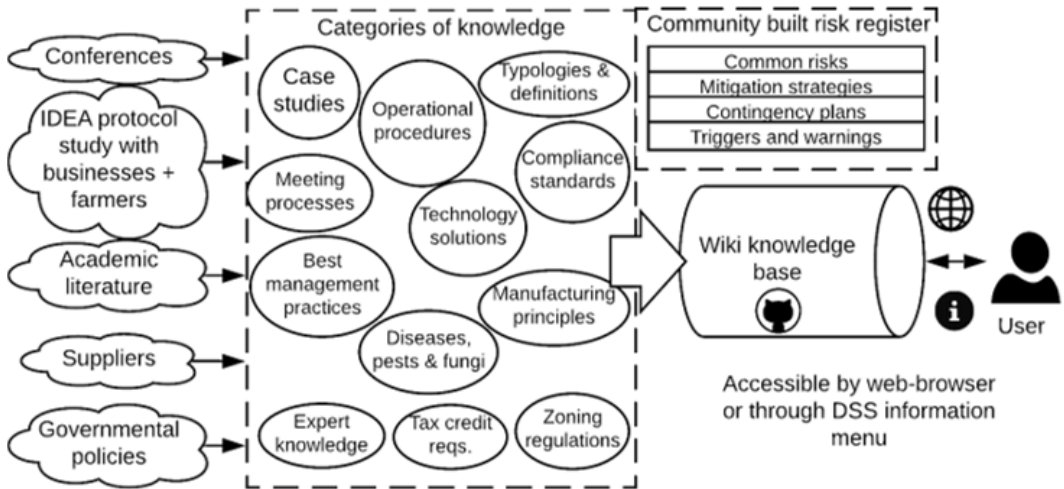 Conferences
IDEA protocol
study with
businesses +
farmers
Academic
literature
Suppliers
Governmental
policies
Categories of knowledge
Case
studies
Operational
procedures
Typologies &
definitions
Compliance
standards
Meeting
processes
Technology
solutions
Best
management
practices
Manufacturing
principles
Diseases,
pests & fungi
Expert
knowledge
Tax credit
reqs.
Zoning
regulations
Community built risk register
Common risks
Mitigation strategies
Contingency plans
Triggers and warnings
Wiki knowledge
base
i
User
Accessible by web-browser
or through DSS information
menu